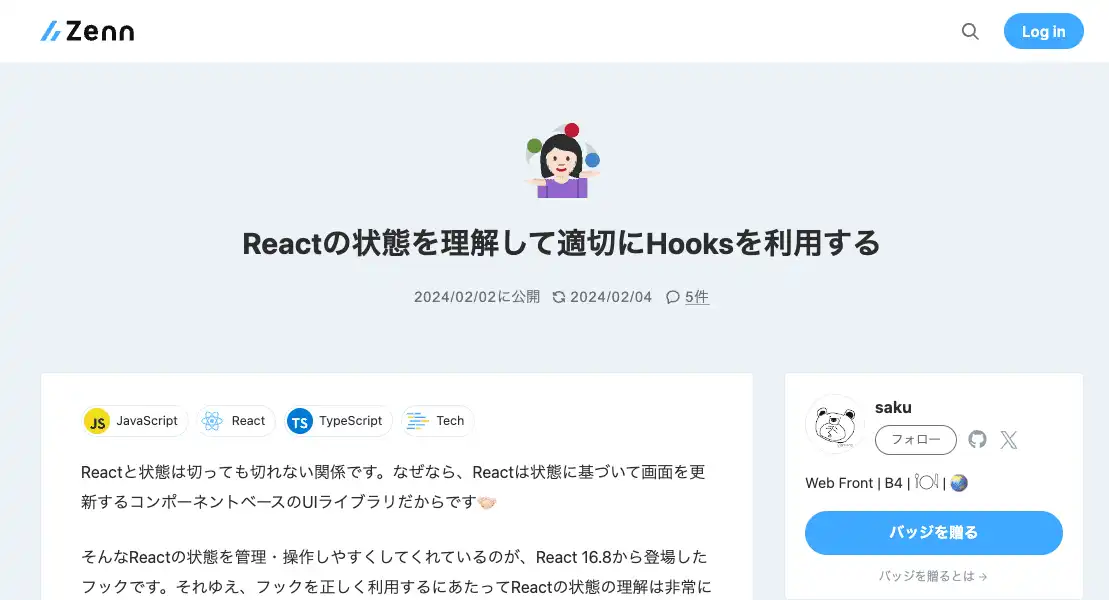 Zenn
Log in
Reactの状態を理解して適切にHooksを利用する
2024/02/02に公開 2024/02/04 5件
JS JavaScript React TS TypeScript Tech
Reactと状態は切っても切れない関係です。なぜなら、Reactは状態に基づいて画面を更
新するコンポーネントベースのUIライブラリだからです🤝🏻
そんなReactの状態を管理・操作しやすくしてくれているのが、React 16.8から登場した
フックです。それゆえ、フックを正しく利用するにあたってReactの状態の理解は非常に
saku
フォロー
Web Front | B4 | 🍽 | 🌏
バッジを贈る
バッジを贈るとは →